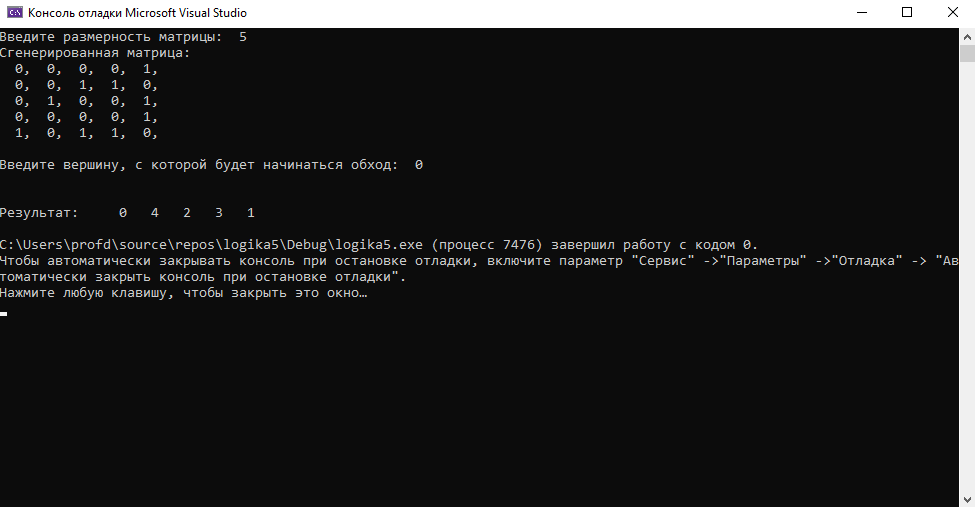 Консоль отладки Microsoft Visual Studio
Введите размерность матрицы:  5
Сгенерированная матрица:
  0,  0,  0,  0,  1,
  0,  0,  1,  1,  0,
  0,  1,  0,  0,  1,
  0,  0,  0,  0,  1,
  1,  0,  1,  1,  0,
Введите вершину, с которой будет начинаться обход:  0
Результат:     0   4   2   3   1
C:\Users\profd\source\repos\logika5\Debug\logika5.exe (процесс 7476) завершил работу с кодом 0.
Чтобы автоматически закрывать консоль при остановке отладки, включите параметр "Сервис" ->"Параметры" ->"Отладка" -> "Ав
томатически закрыть консоль при остановке отладки".
Нажмите любую клавишу, чтобы закрыть это окно…